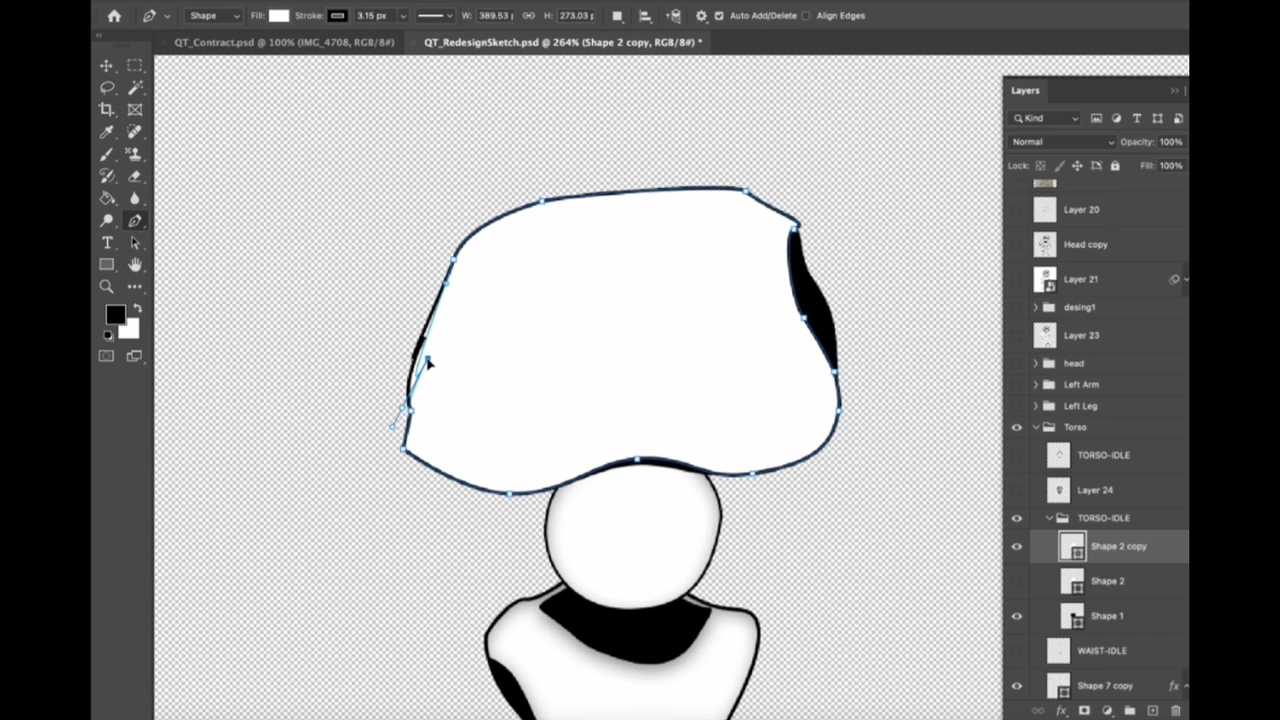 Shape Fill: Stroke: 3.15 px W: 389.53 H: 273.03 Auto Add/Delete Align Edges
QT_Contract.psd @ 100% (IMG_4708, RGB/8#) QT_RedesignSketch.psd @ 264% (Shape 2 copy, RGB/8#) *
Layers
Kind
Normal Opacity: 100%
Lock: Fill: 100%
Layer 20
Head copy
Layer 21
desing1
Layer 23
head
Left Arm
Left Leg
Torso
TORSO-IDLE
Layer 24
TORSO-IDLE
Shape 2 copy
Shape 2
Shape 1
WAIST-IDLE
Shape 7 copy fx
fx